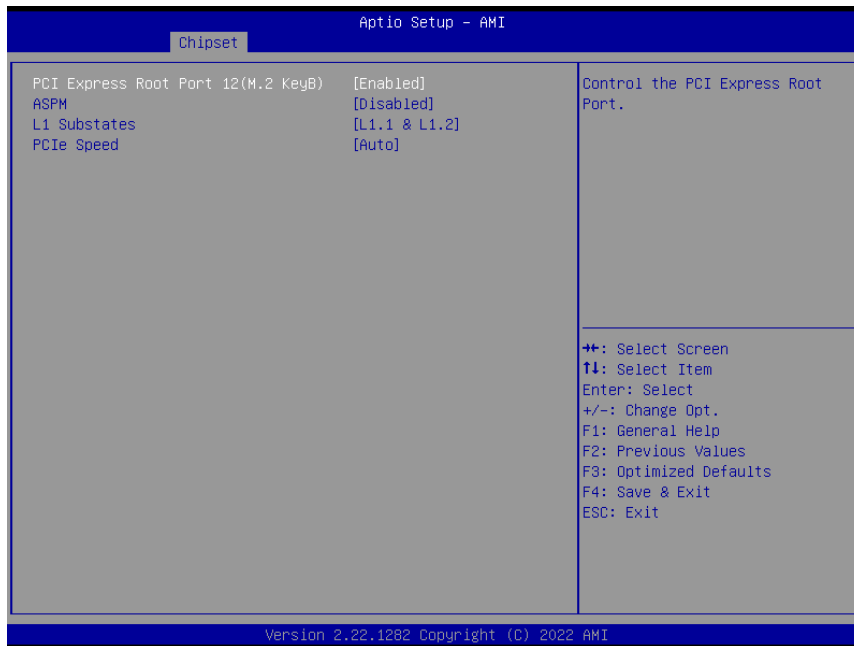 Aptio Setup – AMI
Chipset
PCI Express Root Port 12(M.2 KeyB) [Enabled]
ASPM [Disabled]
L1 Substates [L1.1 & L1.2]
PCIe Speed [Auto]
Control the PCI Express Root
Port.
→←: Select Screen
↑↓: Select Item
Enter: Select
+/-: Change Opt.
F1: General Help
F2: Previous Values
F3: Optimized Defaults
F4: Save & Exit
ESC: Exit
Version 2.22.1282 Copyright (C) 2022 AMI